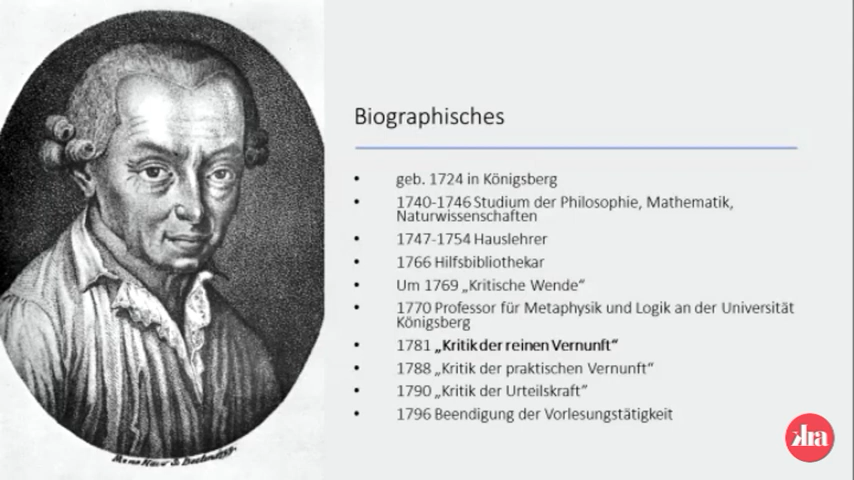 Biographisches
• geb. 1724 in Königsberg
• 1740-1746 Studium der Philosophie, Mathematik,
Naturwissenschaften
• 1747-1754 Hauslehrer
• 1766 Hilfsbibliothekar
• Um 1769 „Kritische Wende“
• 1770 Professor für Metaphysik und Logik an der Universität
Königsberg
• 1781 „Kritik der reinen Vernunft“
• 1788 „Kritik der praktischen Vernunft“
• 1790 „Kritik der Urteilskraft“
• 1796 Beendigung der Vorlesungstätigkeit